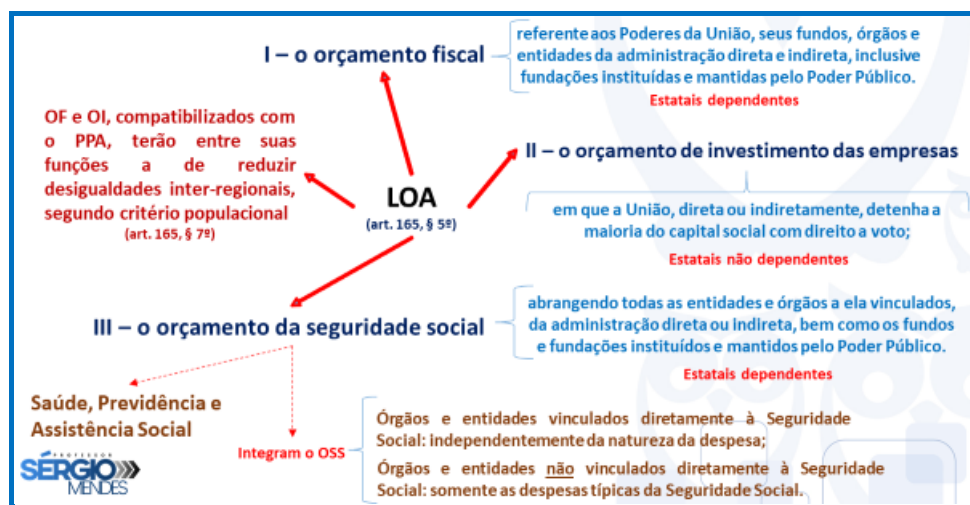 I – o orçamento fiscal
referente aos Poderes da União, seus fundos, órgãos e
entidades da administração direta e indireta, inclusive
fundações instituídas e mantidas pelo Poder Público.
Estatais dependentes
OF e OI, compatibilizados com
o PPA, terão entre suas
funções a de reduzir
desigualdades inter-regionais,
segundo critério populacional
(art. 165, § 7º)
LOA
(art. 165, § 5º)
II – o orçamento de investimento das empresas
em que a União, direta ou indiretamente, detenha a
maioria do capital social com direito a voto;
Estatais não dependentes
III – o orçamento da seguridade social
abrangendo todas as entidades e órgãos a ela vinculados,
da administração direta ou indireta, bem como os fundos
e fundações instituídos e mantidos pelo Poder Público.
Estatais dependentes
Saúde, Previdência e
Assistência Social
Integram o OSS
Órgãos e entidades vinculados diretamente à Seguridade
Social: independentemente da natureza da despesa;
Órgãos e entidades não vinculados diretamente à Seguridade
Social: somente as despesas típicas da Seguridade Social.
PROFESSOR
SÉRGIO
MENDES